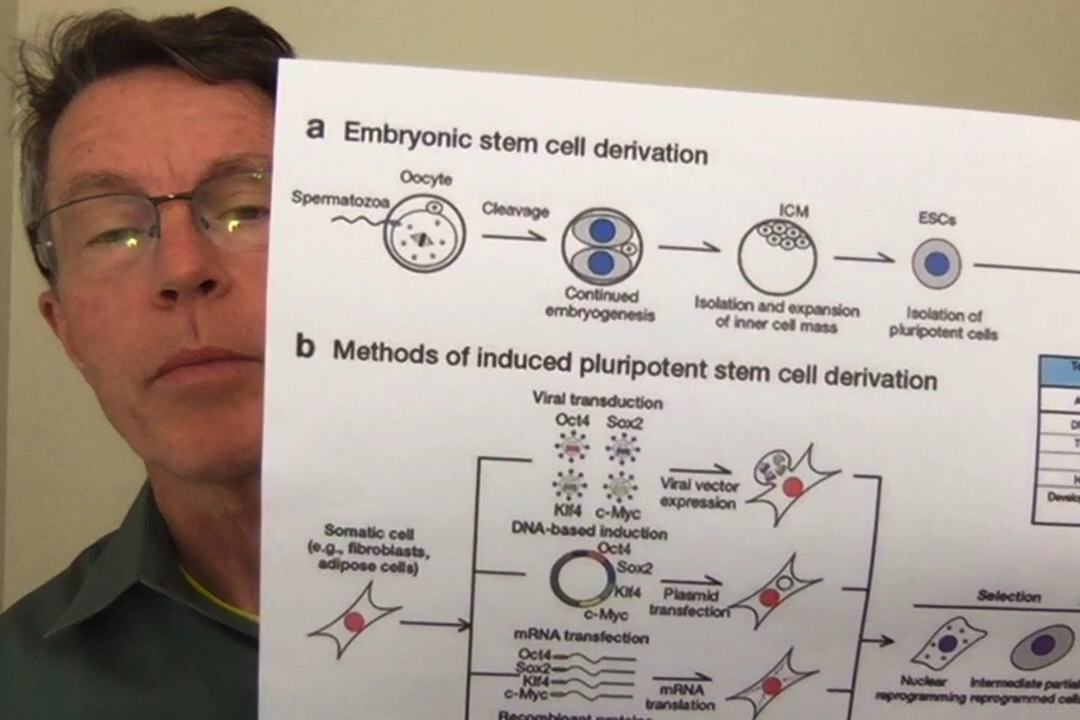 a Embryonic stem cell derivation
Oocyte
Spermatozoa
Cleavage
ICM
ESCs
Continued
embryogenesis
Isolation and expansion
of inner cell mass
Isolation of
pluripotent cells
b Methods of induced pluripotent stem cell derivation
Viral transduction
Oct4 Sox2
Klf4 c-Myc
Viral vector
expression
DNA-based induction
Oct4
Sox2
Klf4
c-Myc
Plasmid
transfection
Somatic cell
(e.g., fibroblasts,
adipose cells)
mRNA transfection
Oct4
Sox2
Klf4
c-Myc
mRNA
translation
Selection
Nuclear
reprogramming
Intermediate partial
reprogrammed